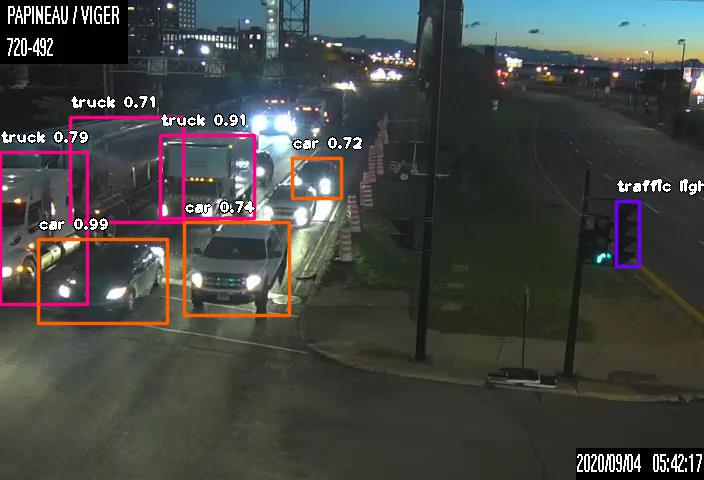 PAPINEAU / VIGER
720-492
truck 0.71
truck 0.91
truck 0.79
car 0.72
car 0.74
car 0.99
traffic ligh
2020/09/04 05:42:17